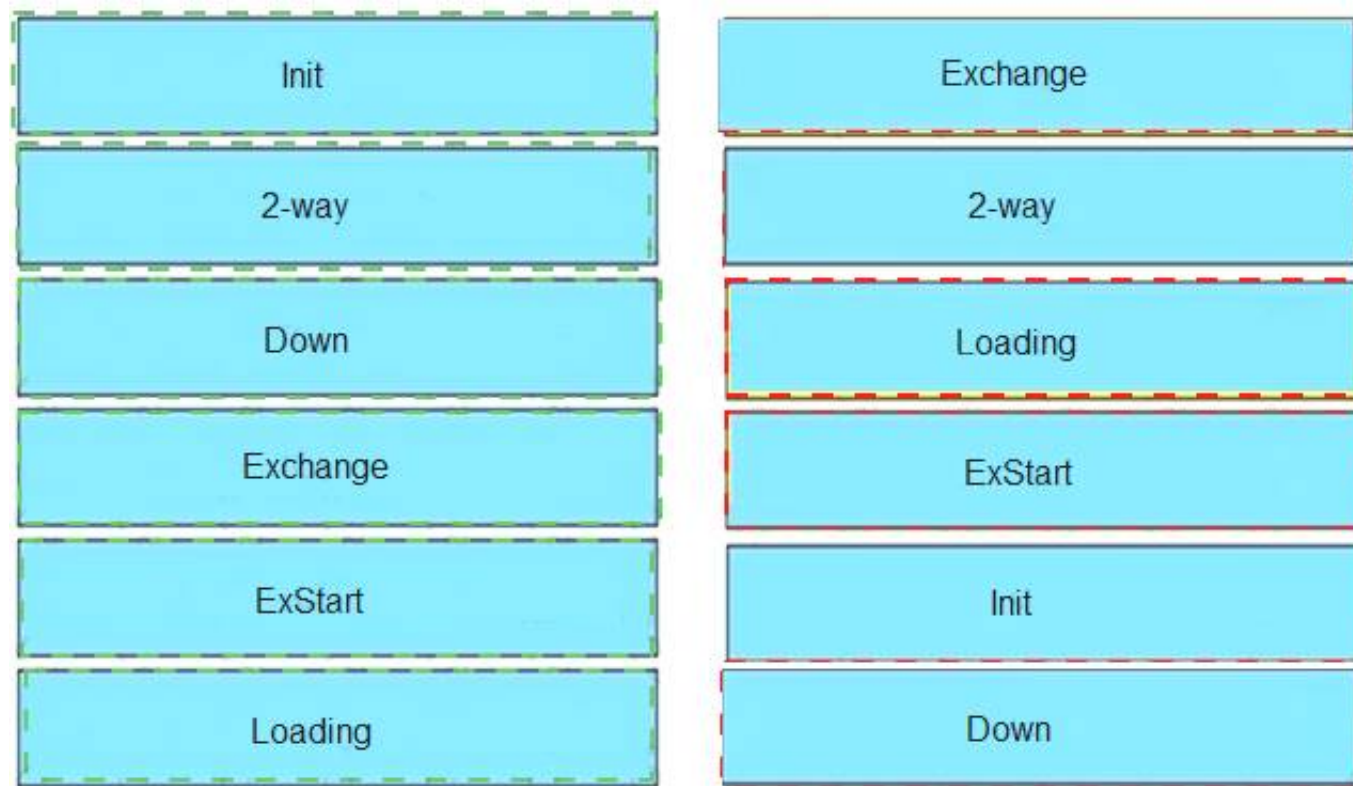 Init
2-way
Down
Exchange
ExStart
Loading
Exchange
2-way
Loading
ExStart
Init
Down